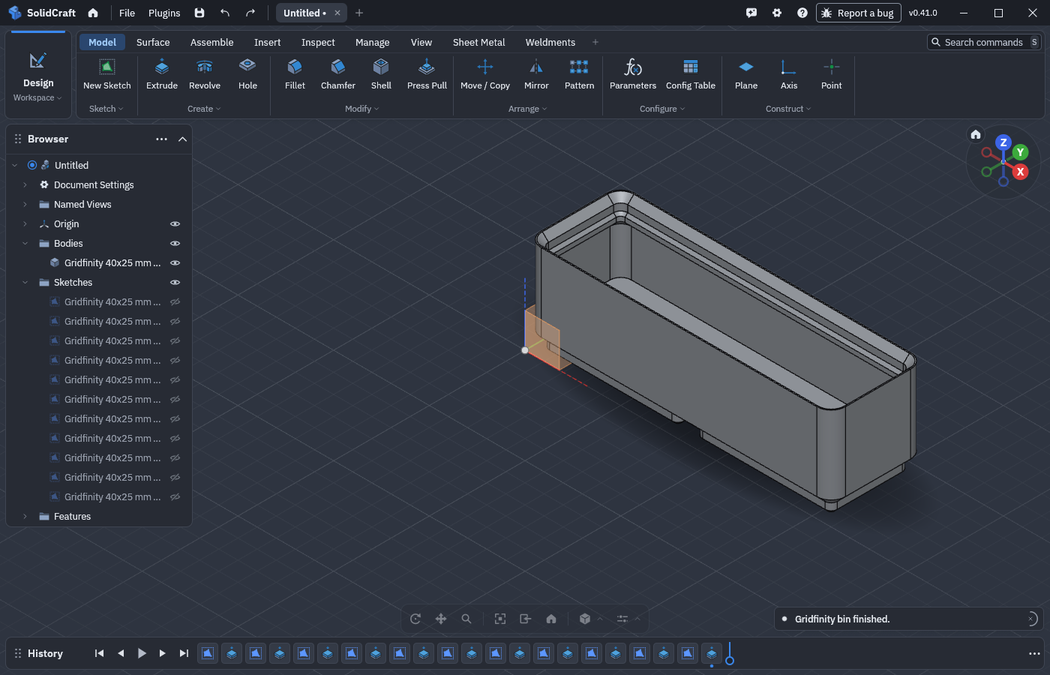 SolidCraft
File
Plugins
Untitled •
Report a bug
v0.41.0
Design
Workspace
Model
Surface
Assemble
Insert
Inspect
Manage
View
Sheet Metal
Weldments
Search commands
S
New Sketch
Extrude
Revolve
Hole
Fillet
Chamfer
Shell
Press Pull
Move / Copy
Mirror
Pattern
Parameters
Config Table
Plane
Axis
Point
Sketch
Create
Modify
Arrange
Configure
Construct
Browser
Untitled
Document Settings
Named Views
Origin
Bodies
Gridfinity 40x25 mm ...
Sketches
Gridfinity 40x25 mm ...
Gridfinity 40x25 mm ...
Gridfinity 40x25 mm ...
Gridfinity 40x25 mm ...
Gridfinity 40x25 mm ...
Gridfinity 40x25 mm ...
Gridfinity 40x25 mm ...
Gridfinity 40x25 mm ...
Gridfinity 40x25 mm ...
Gridfinity 40x25 mm ...
Gridfinity 40x25 mm ...
Features
Z
Y
X
Gridfinity bin finished.
History